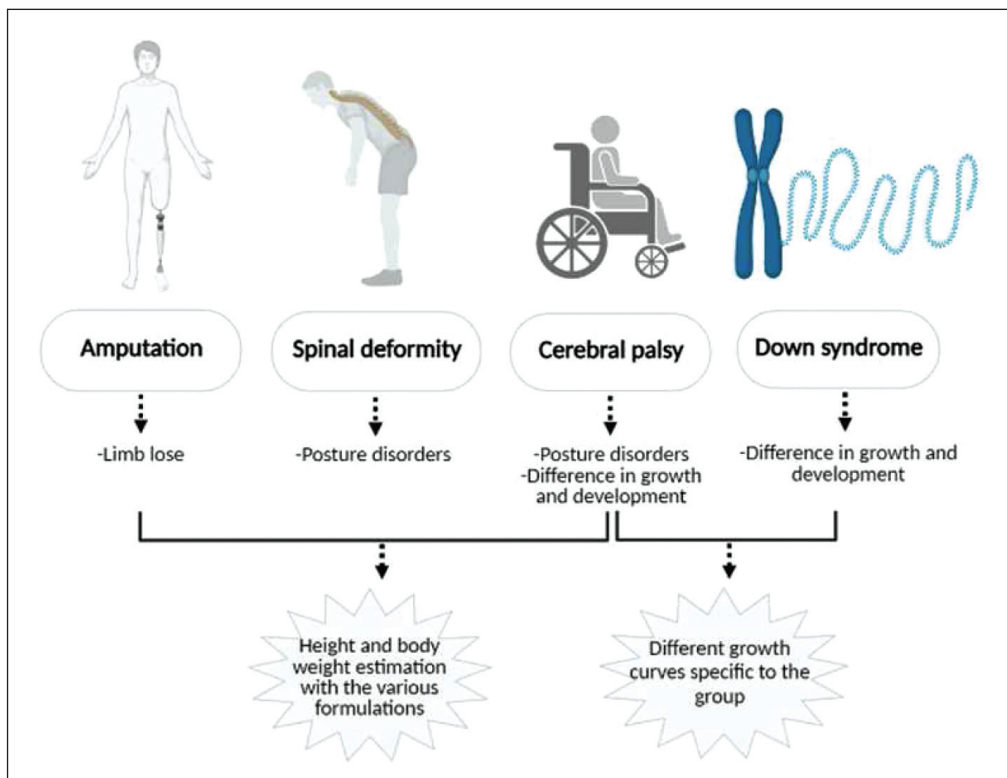 Amputation
Spinal deformity
Cerebral palsy
Down syndrome
-Limb lose
-Posture disorders
-Posture disorders
-Difference in growth
and development
-Difference in growth and
development
Height and body
weight estimation
with the various
formulations
Different growth
curves specific to the
group